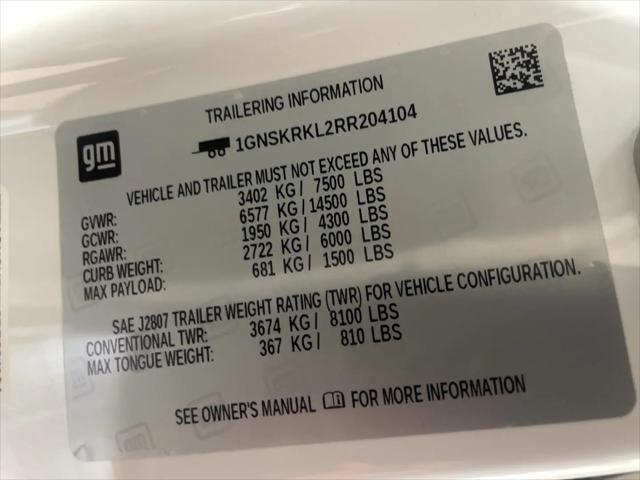 TRAILERING INFORMATION
gm
1GNSKRKL2RR204104
VEHICLE AND TRAILER MUST NOT EXCEED ANY OF THESE VALUES.
GVWR: 3402 KG/ 7500 LBS
GCWR: 6577 KG/ 14500 LBS
RGAWR: 1950 KG/ 4300 LBS
CURB WEIGHT: 2722 KG/ 6000 LBS
MAX PAYLOAD: 681 KG/ 1500 LBS
SAE J2807 TRAILER WEIGHT RATING (TWR) FOR VEHICLE CONFIGURATION.
CONVENTIONAL TWR: 3674 KG/ 8100 LBS
MAX TONGUE WEIGHT: 367 KG/ 810 LBS
SEE OWNER'S MANUAL FOR MORE INFORMATION